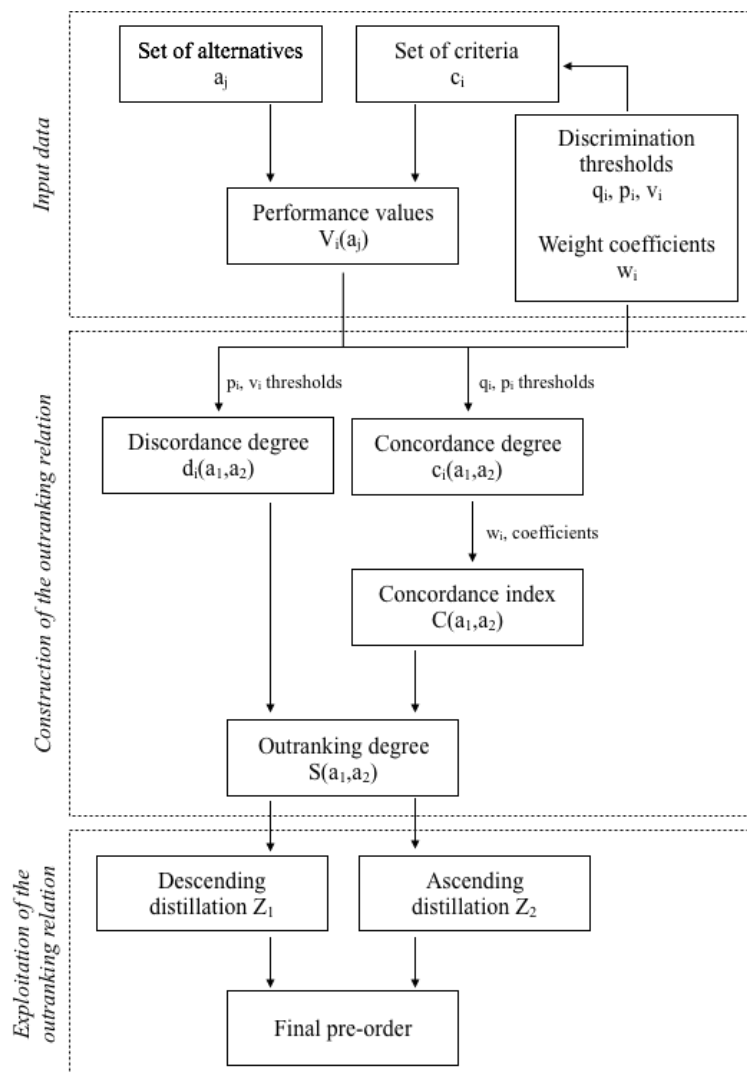 Set of alternatives
aj
Set of criteria
ci
Discrimination
thresholds
qi, pi, vi
Weight coefficients
wi
Performance values
Vi(aj)
Input data
pi, vi thresholds
qi, pi thresholds
Discordance degree
di(a1,a2)
Concordance degree
ci(a1,a2)
wi, coefficients
Concordance index
C(a1,a2)
Outranking degree
S(a1,a2)
Construction of the outranking relation
Descending
distillation Z1
Ascending
distillation Z2
Final pre-order
Exploitation of the
outranking relation